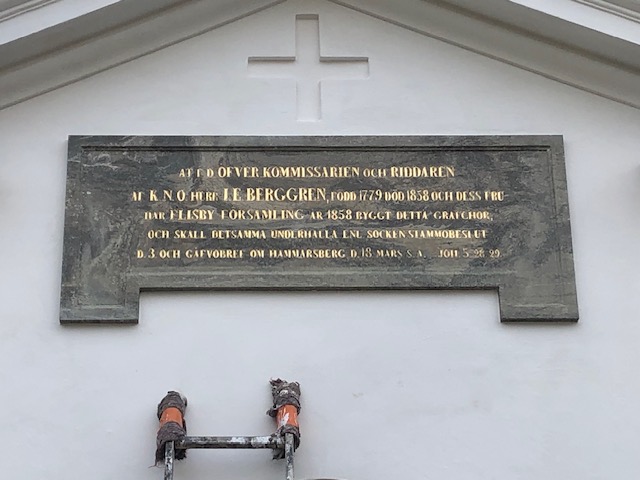 AT F. D. ÖFVER KOMMISSARIEN OCH RIDDAREN
AF K. N. O. HERR J. E. BERGGREN, FÖDD 1779 DÖD 1858 OCH DESS FRU
HAR FLISBY FÖRSAMLING ÅR 1858 BYGGT DETTA GRAFCHOR,
OCH SKALL DETSAMMA UNDERHÅLLA ENL. SOCKENSTÄMMOBESLUT
D. 3 OCH GÅFVOBREF OM HAMMARSBERG D. 18 MARS S. A. JOH. 5. 28. 29.